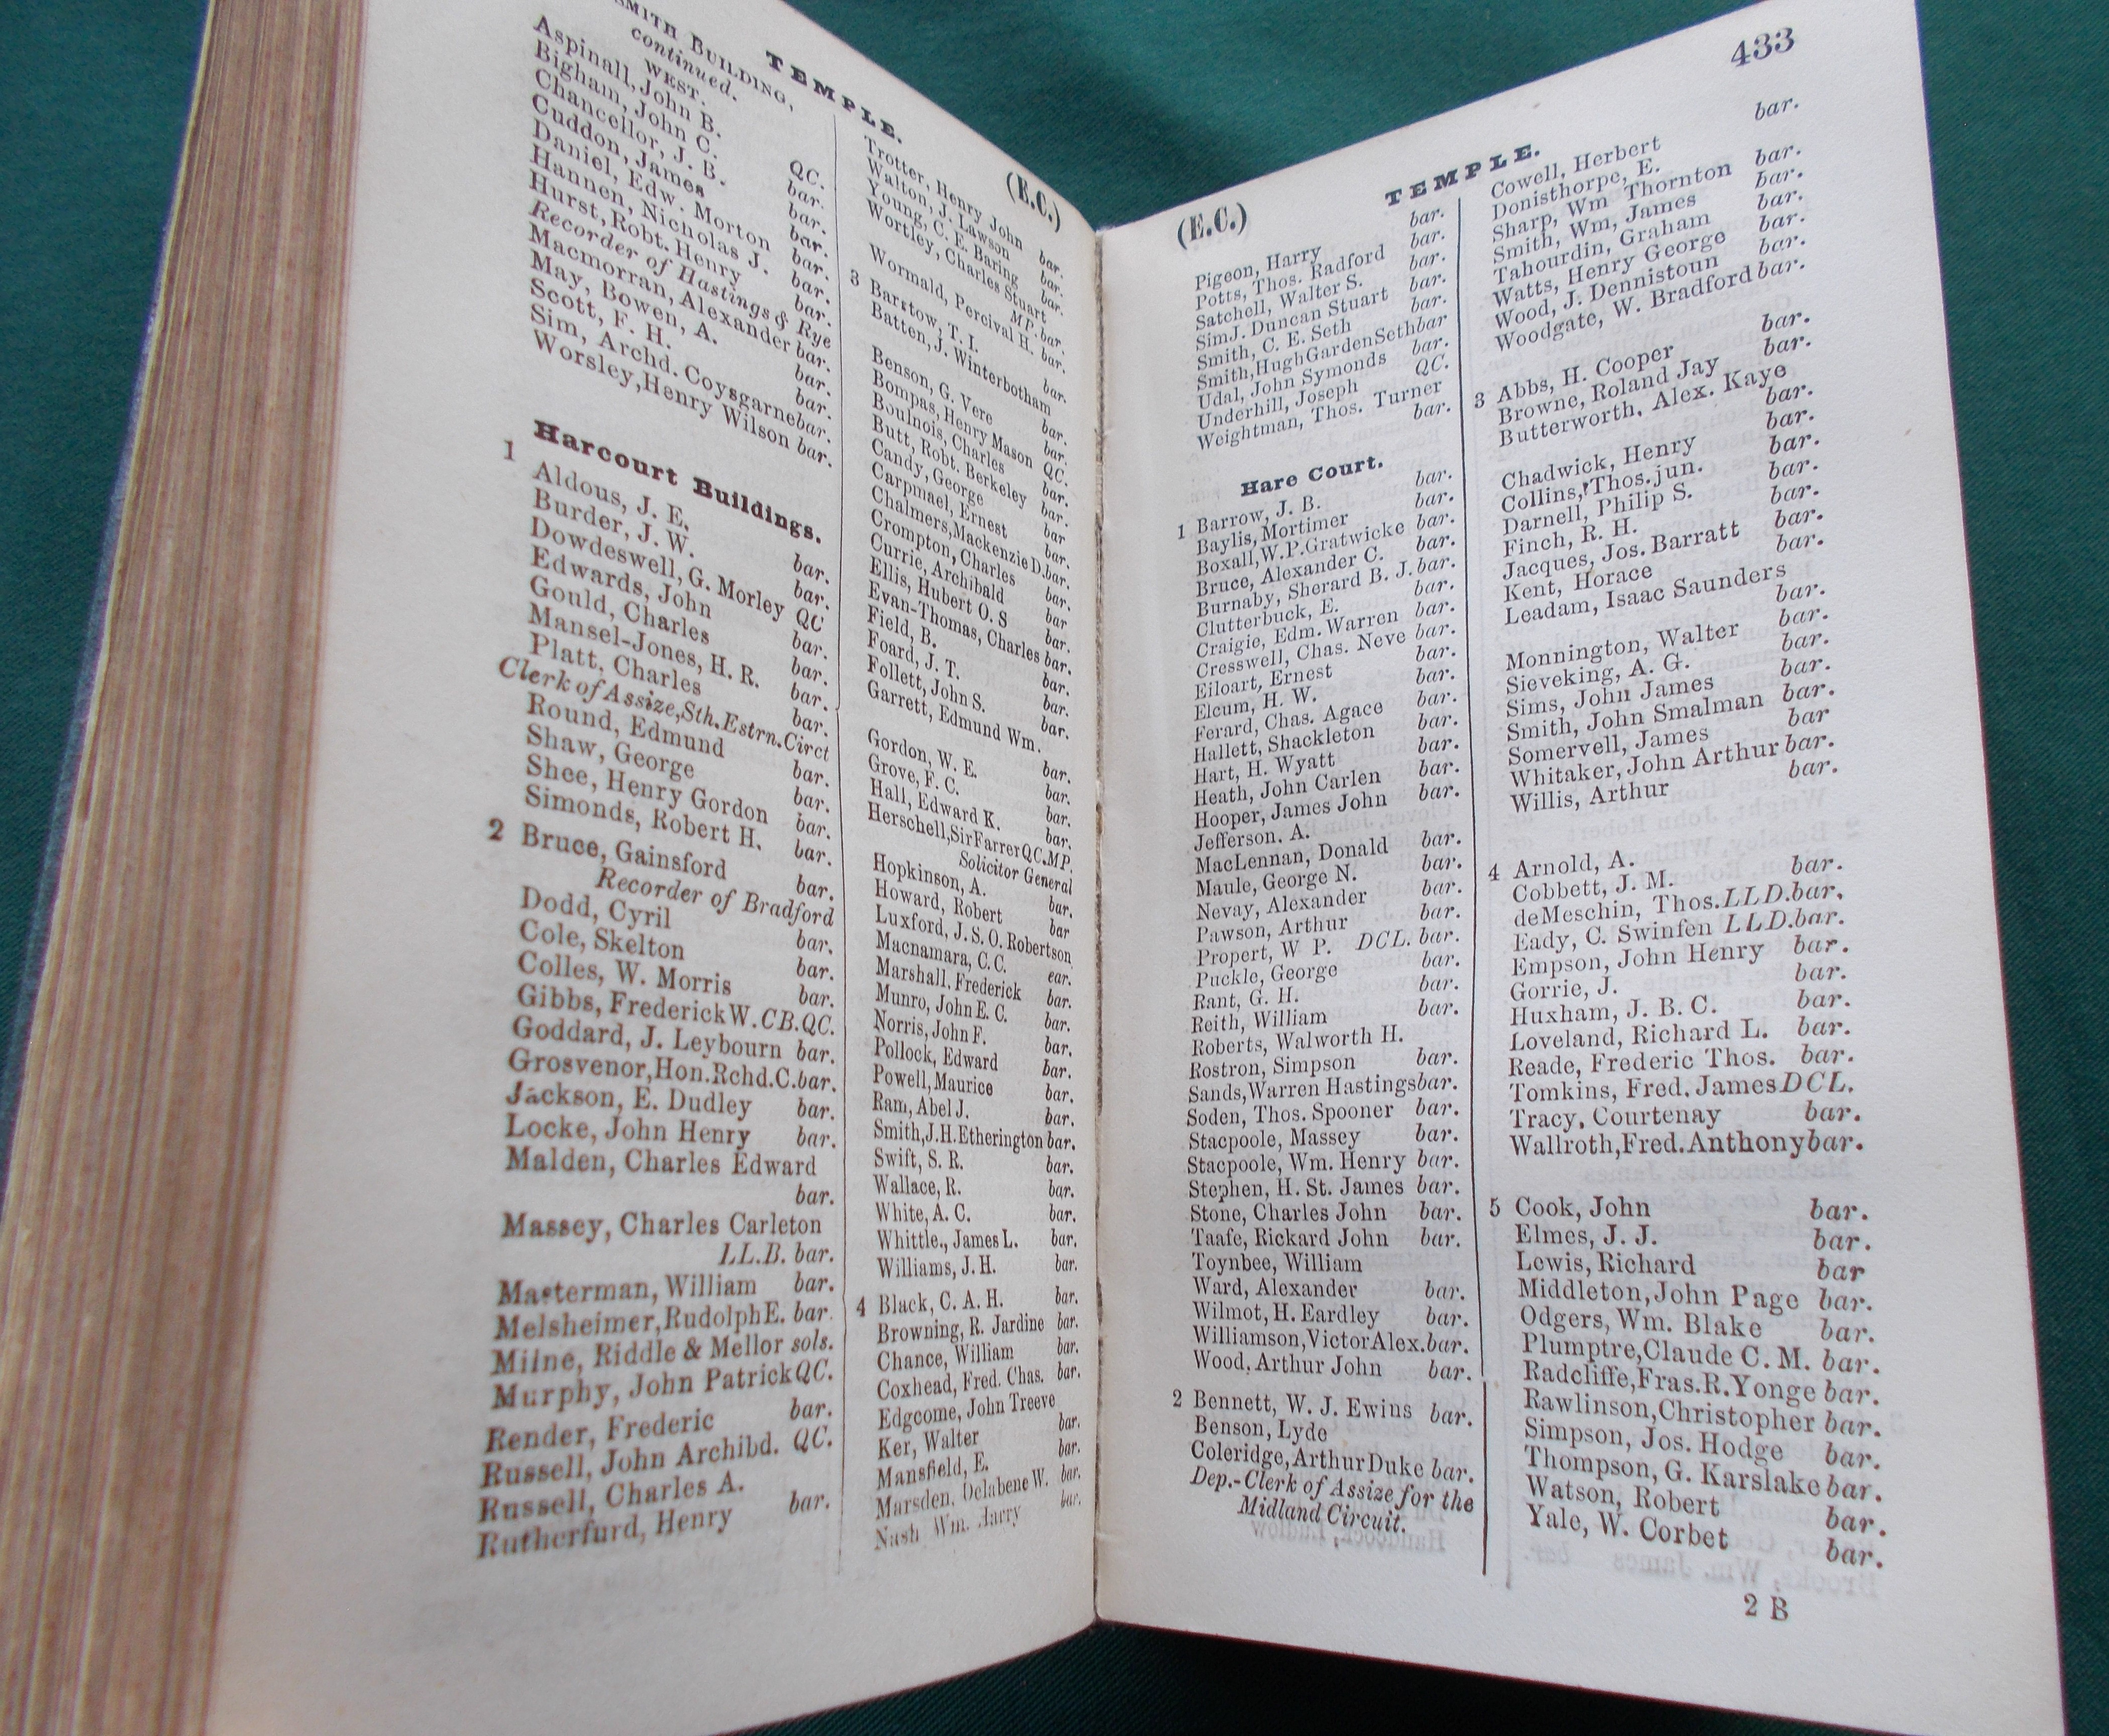 TEMPLE.
(E.C.)
SMITH BUILDING,
continued.
WEST.
Aspinall, John B. QC.
Bigham, John C. bar.
Chancellor, J. B. bar.
Cuddon, James bar.
Daniel, Edw. Morton bar.
Hannen, Nicholas J. bar.
Hurst, Robt. Henry bar.
Recorder of Hastings & Rye
Macmorran, Alexander bar.
May, Bowen, A. bar.
Scott, F. H. bar.
Sim, Archd. Coysgarne bar.
Worsley, Henry Wilson bar.
Harcourt Buildings.
1 Aldous, J. E. bar.
Burder, J. W. bar.
Dowdeswell, G. Morley QC
Edwards, John bar.
Gould, Charles bar.
Mansel-Jones, H. R. bar.
Platt, Charles bar.
Clerk of Assize, Sth. Estrn. Circt
Round, Edmund bar.
Shaw, George bar.
Shee, Henry Gordon bar.
Simonds, Robert H. bar.
2 Bruce, Gainsford bar.
Recorder of Bradford
Dodd, Cyril bar.
Cole, Skelton bar.
Colles, W. Morris bar.
Gibbs, Frederick W. CB. QC.
Goddard, J. Leybourn bar.
Grosvenor, Hon. Rchd. C. bar.
Jackson, E. Dudley bar.
Locke, John Henry bar.
Malden, Charles Edward
bar.
Massey, Charles Carleton
LL.B. bar.
Masterman, William bar.
Melsheimer, Rudolph E. bar
Milne, Riddle & Mellor sols.
Murphy, John Patrick QC.
Render, Frederic bar.
Russell, John Archibd. QC.
Russell, Charles A.
Rutherfurd, Henry bar.
Trotter, Henry John bar.
Walton, J. Lawson bar.
Young, C. E. Baring bar.
Wortley, Charles Stuart
MP. bar.
Wormald, Percival H. bar.
3 Barstow, T. I. bar.
Batten, J. Winterbotham
bar.
Benson, G. Vere bar.
Bompas, Henry Mason QC.
Boulnois, Charles bar.
Butt, Robt. Berkeley bar.
Candy, George bar
Carpmael, Ernest bar.
Chalmers, Mackenzie D. bar.
Crompton, Charles bar.
Currie, Archibald bar
Ellis, Hubert O. S bar.
Evan-Thomas, Charles bar.
Field, B. bar.
Foard, J. T. bar.
Follett, John S. bar.
Garrett, Edmund Wm.
bar.
Gordon, W. E. bar.
Grove, F. C. bar.
Hall, Edward K. bar.
Herschell, Sir Farrer QC. MP.
Solicitor General
Hopkinson, A. bar.
Howard, Robert bar
Luxford, J. S. O. Robertson
ear.
Macnamara, C. C. bar.
Marshall, Frederick bar.
Munro, John E. C. bar.
Norris, John F. bar.
Pollock, Edward bar.
Powell, Maurice bar.
Ram, Abel J. bar.
Smith, J. H. Etherington bar.
Swift, S. R. bar.
Wallace, R. bar.
White, A. C. bar.
Whittle., James L. bar.
Williams, J. H. bar.
4 Black, C. A. H. bar.
Browning, R. Jardine bar.
Chance, William bar.
Coxhead, Fred. Chas. bar.
Edgcome, John Treeve
bar.
Ker, Walter bar.
Mansfield, E. bar.
Marsden, Delabene W. bar.
Nash Wm. Harry
433
(E.C.)
TEMPLE.
Pigeon, Harry bar.
Potts, Thos. Radford bar.
Satchell, Walter S. bar.
Sim J. Duncan Stuart bar.
Smith, C. E. Seth bar.
Smith, Hugh Garden Seth bar
Udal, John Symonds bar.
Underhill, Joseph QC.
Weightman, Thos. Turner
bar.
Hare Court.
1 Barrow, J. B. bar.
Baylis, Mortimer bar.
Boxall, W. P. Gratwicke bar.
Bruce, Alexander C. bar.
Burnaby, Sherard B. J. bar.
Clutterbuck, E. bar.
Craigie, Edm. Warren bar.
Cresswell, Chas. Neve bar.
Eiloart, Ernest bar.
Elcum, H. W. bar.
Ferard, Chas. Agace bar.
Hallett, Shackleton bar.
Hart, H. Wyatt bar.
Heath, John Carlen bar.
Hooper, James John bar.
Jefferson. A.
MacLennan, Donald bar.
Maule, George N. bar.
Nevay, Alexander bar.
Pawson, Arthur bar.
Propert, W P. DCL. bar.
Puckle, George bar.
Rant, G. H. bar.
Reith, William bar.
Roberts, Walworth H.
Rostron, Simpson bar.
Sands, Warren Hastings bar.
Soden, Thos. Spooner bar.
Stacpoole, Massey bar.
Stacpoole, Wm. Henry bar.
Stephen, H. St. James bar.
Stone, Charles John bar.
Taafe, Rickard John bar.
Toynbee, William
Ward, Alexander bar.
Wilmot, H. Eardley bar.
Williamson, Victor Alex. bar.
Wood, Arthur John bar.
2 Bennett, W. J. Ewins bar.
Benson, Lyde
Coleridge, Arthur Duke bar.
Dep.-Clerk of Assize for the
Midland Circuit.
bar.
Cowell, Herbert
Donisthorpe, E. bar.
Sharp, Wm Thornton bar.
Smith, Wm, James bar.
Tahourdin, Graham bar.
Watts, Henry George bar.
Wood, J. Dennistoun
Woodgate, W. Bradford bar.
3 Abbs, H. Cooper bar.
Browne, Roland Jay bar.
Butterworth, Alex. Kaye
bar.
Chadwick, Henry bar.
Collins, Thos. jun. bar.
Darnell, Philip S. bar.
Finch, R. H. bar.
Jacques, Jos. Barratt bar.
Kent, Horace bar.
Leadam, Isaac Saunders
bar.
Monnington, Walter bar.
Sieveking, A. G. bar.
Sims, John James bar.
Smith, John Smalman bar.
Somervell, James bar
Whitaker, John Arthur bar.
Willis, Arthur bar.
4 Arnold, A. bar.
Cobbett, J. M.
deMeschin, Thos. LLD. bar.
Eady, C. Swinfen LLD. bar.
Empson, John Henry bar.
Gorrie, J. bar.
Huxham, J. B. C. bar.
Loveland, Richard L. bar.
Reade, Frederic Thos. bar.
Tomkins, Fred. James DCL.
Tracy, Courtenay bar.
Wallroth, Fred. Anthony bar.
5 Cook, John bar.
Elmes, J. J. bar.
Lewis, Richard bar
Middleton, John Page bar.
Odgers, Wm. Blake bar.
Plumptre, Claude C. M. bar.
Radcliffe, Fras. R. Yonge bar.
Rawlinson, Christopher bar.
Simpson, Jos. Hodge bar.
Thompson, G. Karslake bar.
Watson, Robert bar.
Yale, W. Corbet bar.
2 B